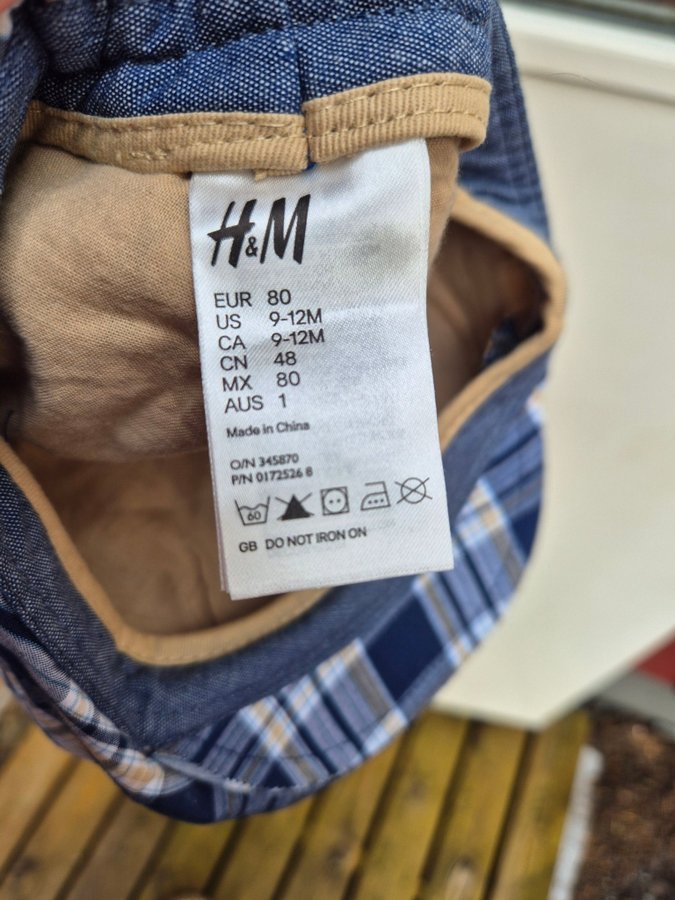 H&M
EUR 80
US 9-12M
CA 9-12M
CN 48
MX 80
AUS 1
Made in China
O/N 345870
P/N 0172526 8
60
GB DO NOT IRON ON